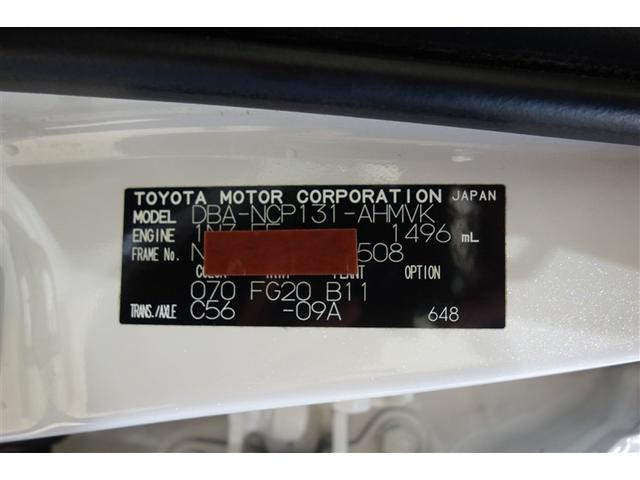 TOYOTA MOTOR CORPORATION JAPAN
MODEL DBA-NCP131-AHMVK
ENGINE 1NZ-FE 1496 mL
FRAME No. N 508
COLOR TRIM PLANT OPTION
070 FG20 B11
TRANS./AXLE C56 -09A 648